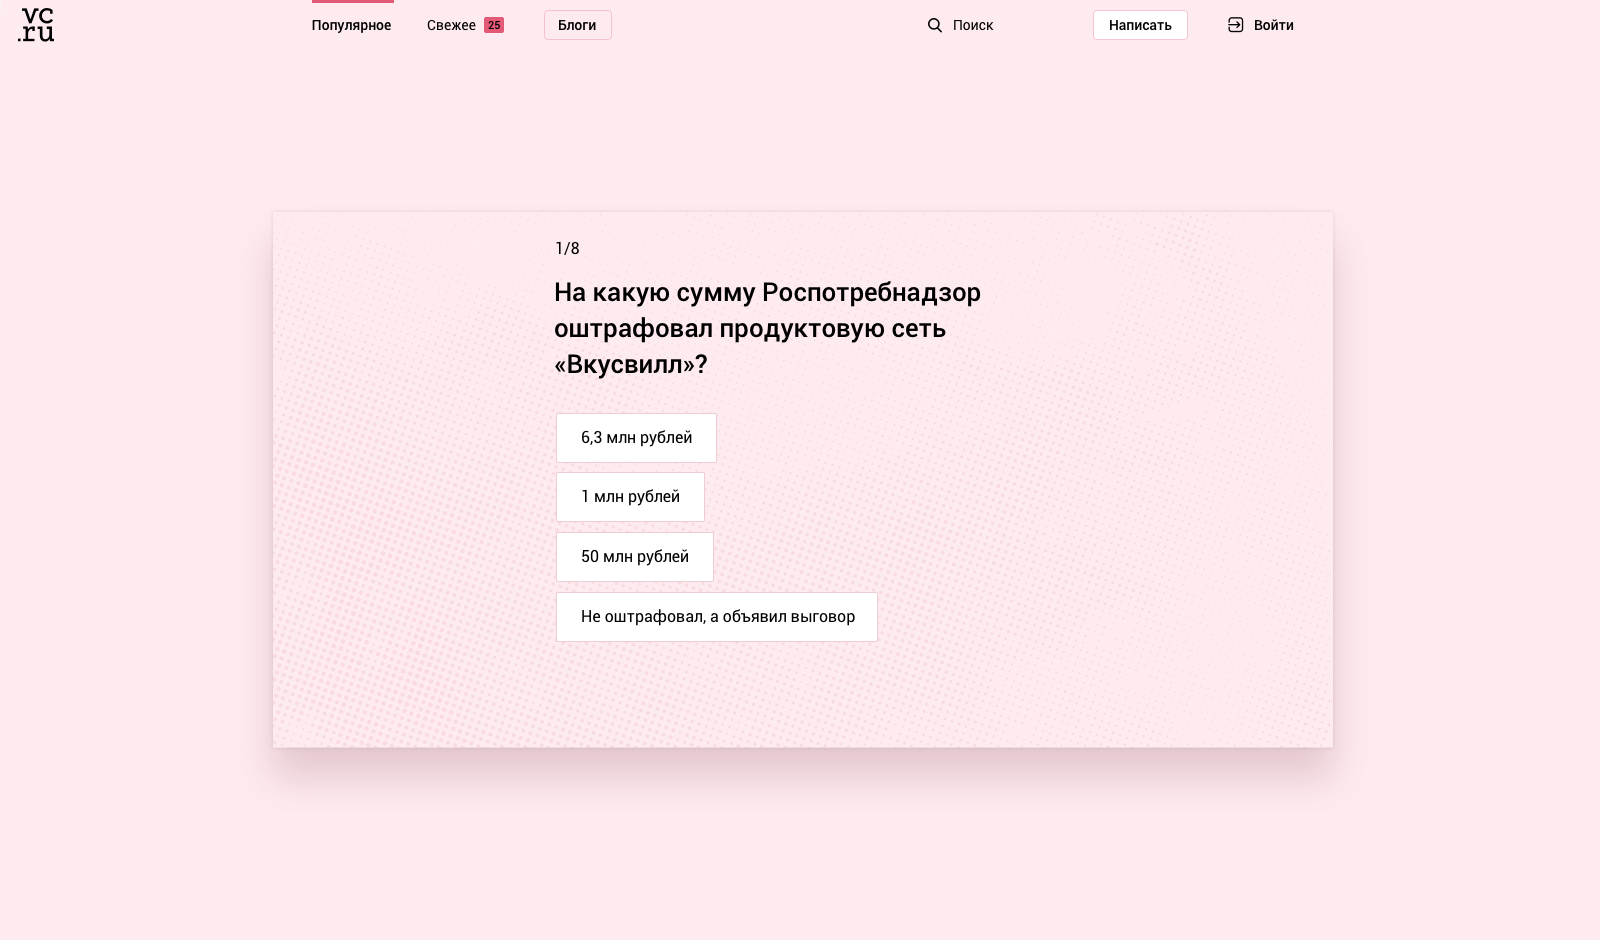 vc
.ru
Популярное
Свежее 25
Блоги
Поиск
Написать
Войти
1/8
На какую сумму Роспотребнадзор
оштрафовал продуктовую сеть
«Вкусвилл»?
6,3 млн рублей
1 млн рублей
50 млн рублей
Не оштрафовал, а объявил выговор